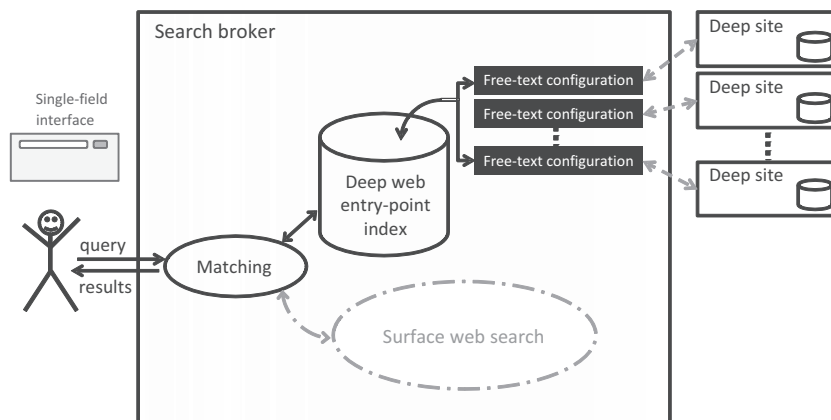 Search broker
Deep site
Free-text configuration
Single-field
interface
Deep site
Free-text configuration
Free-text configuration
Deep site
Deep web
entry-point
index
query
Matching
results
Surface web search